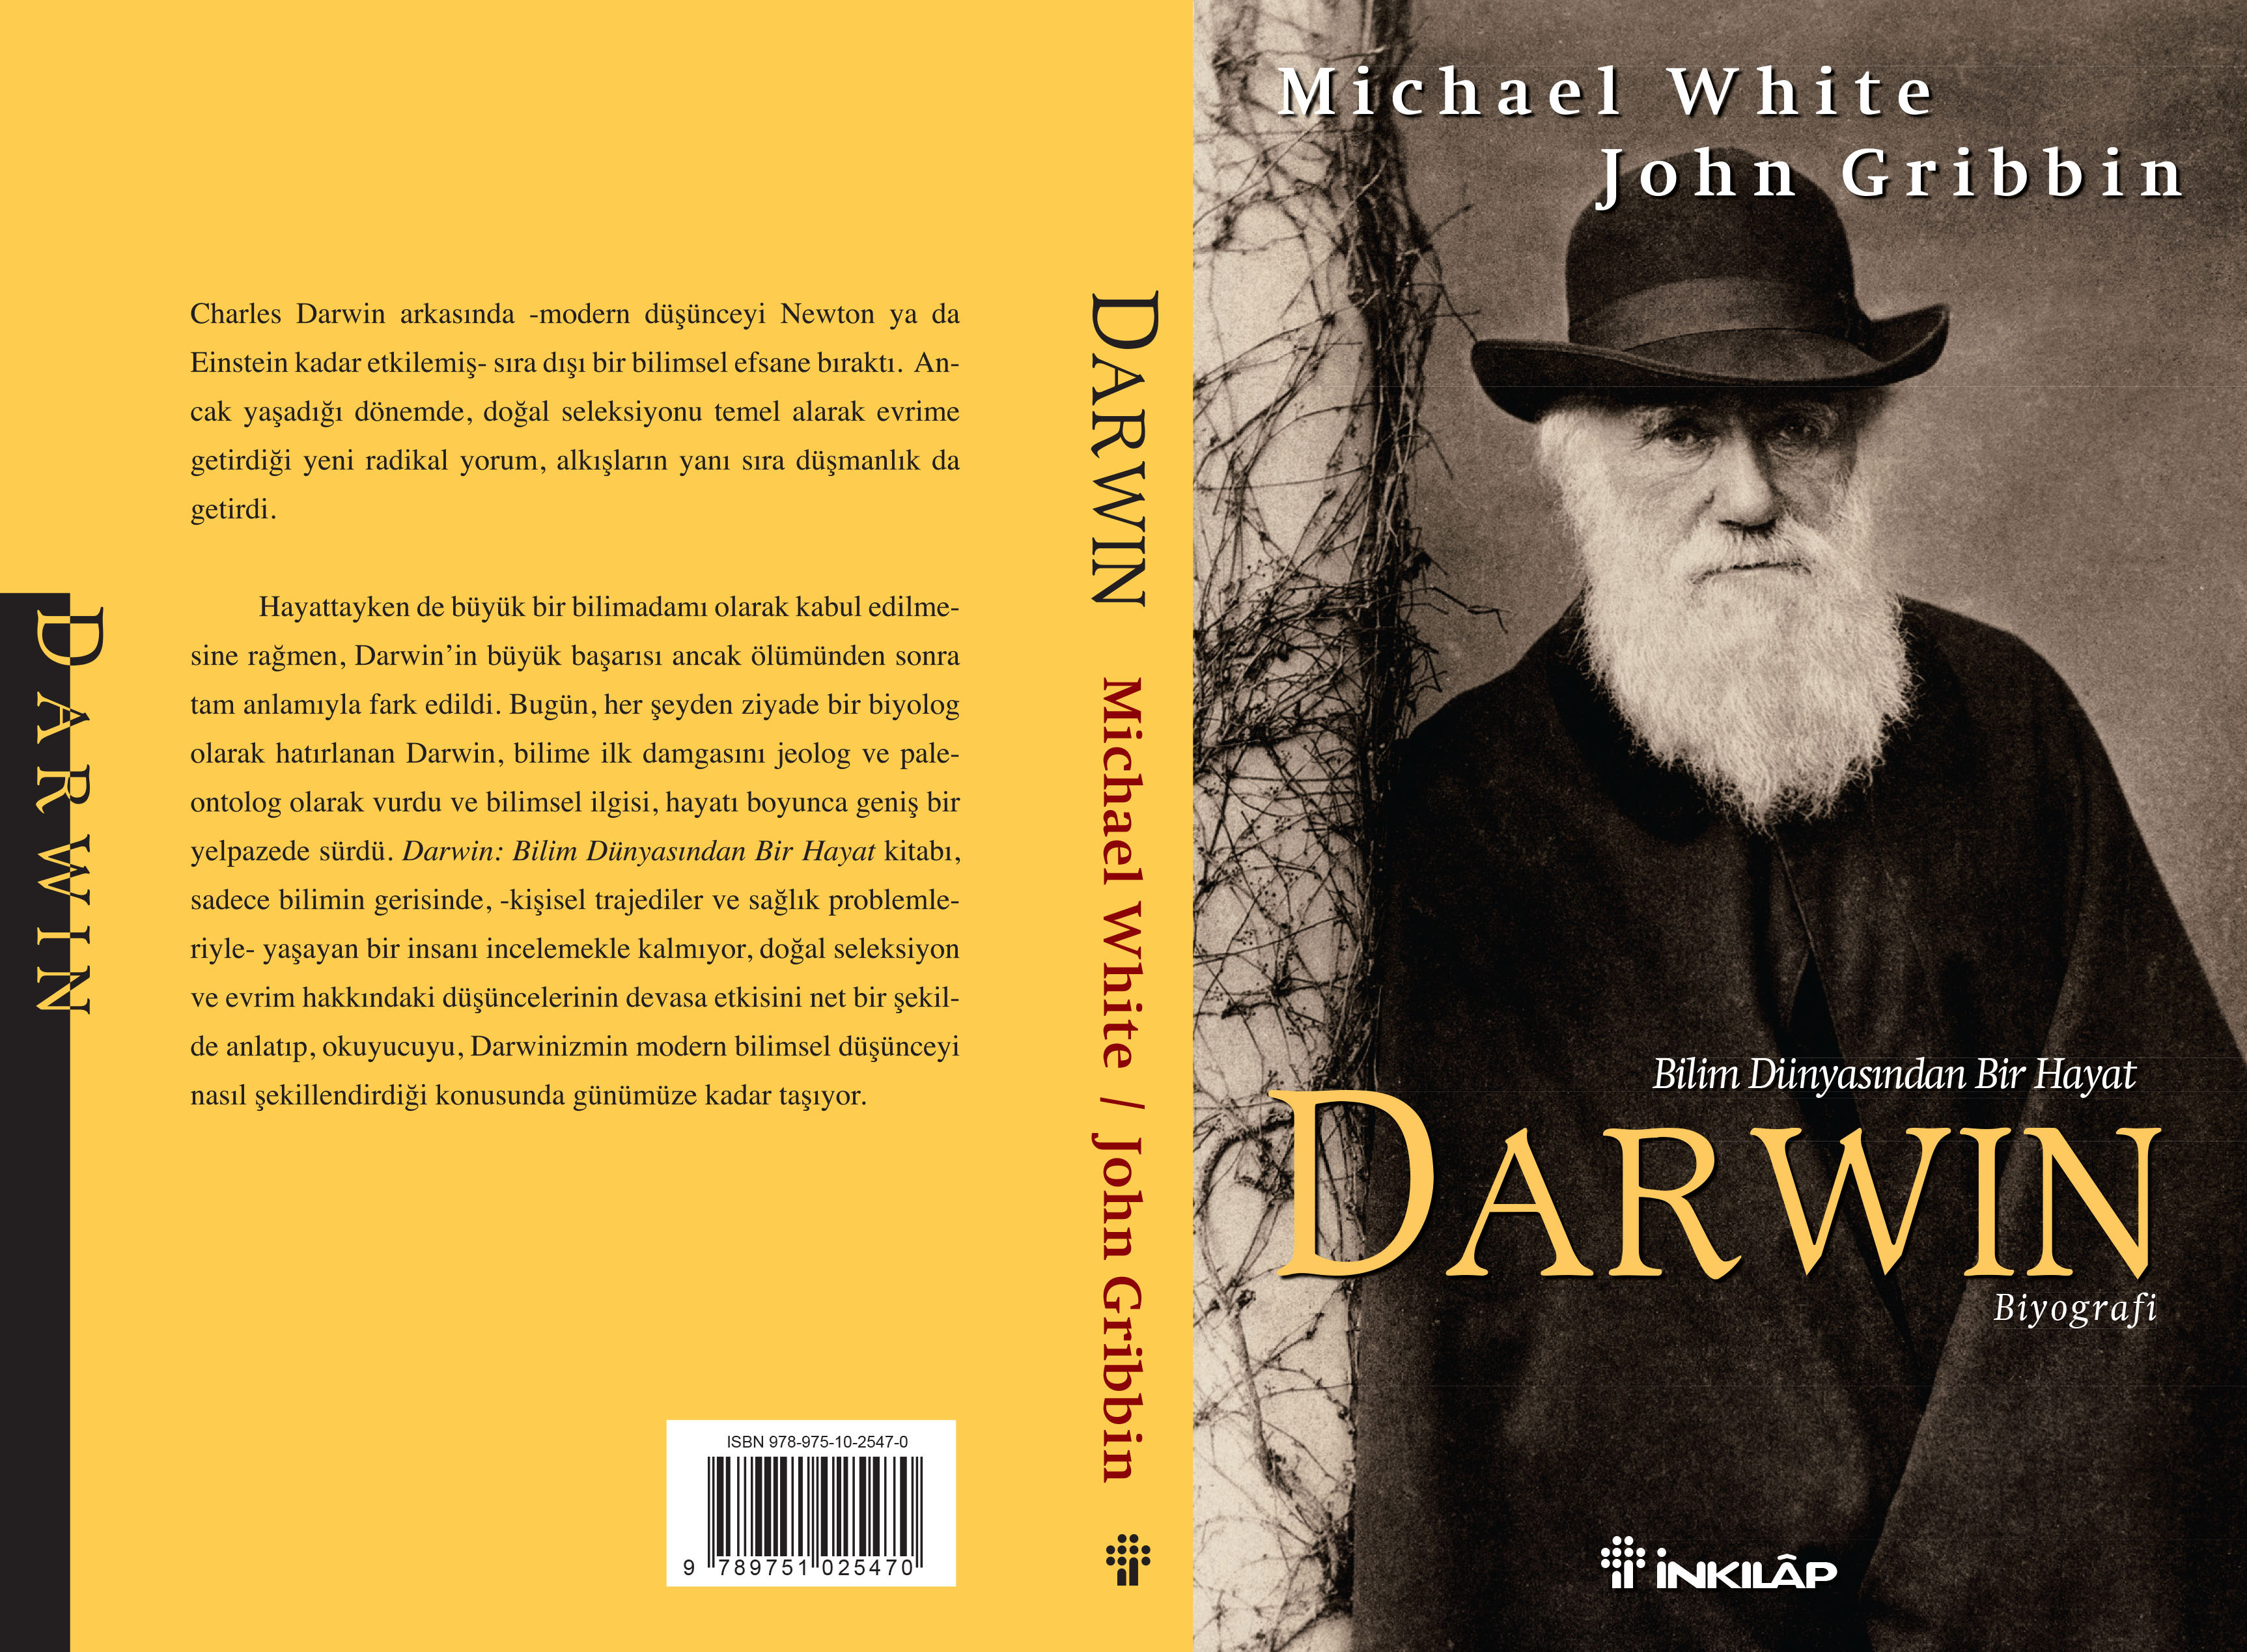 Charles Darwin arkasında -modern düşünceyi Newton ya da
Einstein kadar etkilemiş- sıra dışı bir bilimsel efsane bıraktı. An-
cak yaşadığı dönemde, doğal seleksiyonu temel alarak evrime
getirdiği yeni radikal yorum, alkışların yanı sıra düşmanlık da
getirdi.
Hayattayken de büyük bir bilimadamı olarak kabul edilme-
sine rağmen, Darwin’in büyük başarısı ancak ölümünden sonra
tam anlamıyla fark edildi. Bugün, her şeyden ziyade bir biyolog
olarak hatırlanan Darwin, bilime ilk damgasını jeolog ve pale-
ontolog olarak vurdu ve bilimsel ilgisi, hayatı boyunca geniş bir
yelpazede sürdü. Darwin: Bilim Dünyasından Bir Hayat kitabı,
sadece bilimin gerisinde, -kişisel trajediler ve sağlık problemle-
riyle- yaşayan bir insanı incelemekle kalmıyor, doğal seleksiyon
ve evrim hakkındaki düşüncelerinin devasa etkisini net bir şekil-
de anlatıp, okuyucuyu, Darwinizmin modern bilimsel düşünceyi
nasıl şekillendirdiği konusunda günümüze kadar taşıyor.
DARWIN
ISBN 978-975-10-2547-0
9 789751 025470
DARWIN Michael White / John Gribbin
Michael White
John Gribbin
Bilim Dünyasından Bir Hayat
DARWIN
Biyografi
İNKILÂP